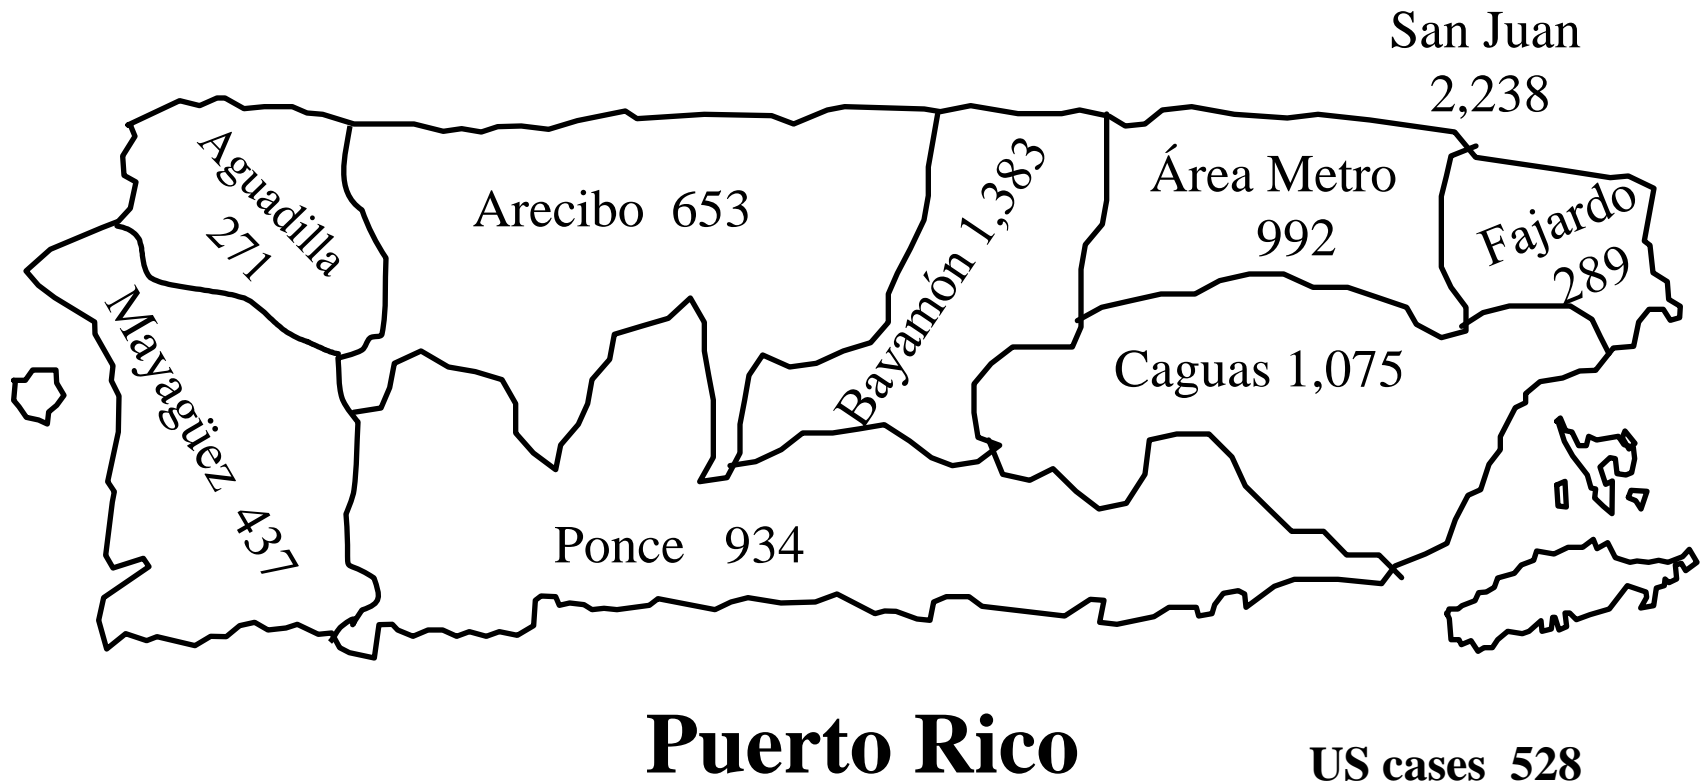 San Juan
2,238
Aguadilla
271
Arecibo 653
Bayamón 1,383
Área Metro
992
Fajardo
289
Mayagüez 437
Caguas 1,075
Ponce 934
Puerto Rico
US cases 528